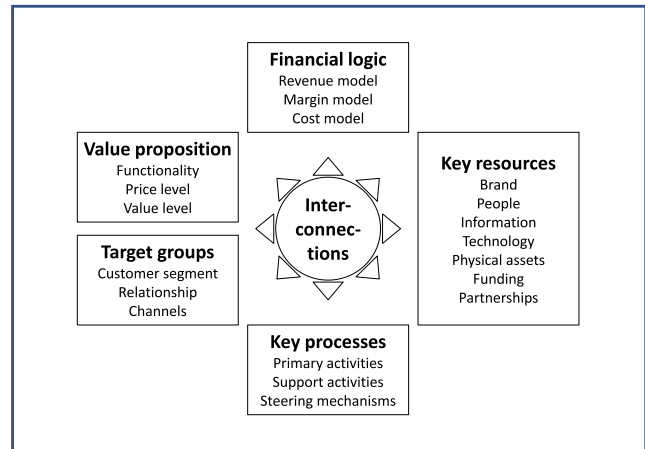 Financial logic
Revenue model
Margin model
Cost model
Value proposition
Functionality
Price level
Value level
Target groups
Customer segment
Relationship
Channels
Inter-
connec-
tions
Key resources
Brand
People
Information
Technology
Physical assets
Funding
Partnerships
Key processes
Primary activities
Support activities
Steering mechanisms